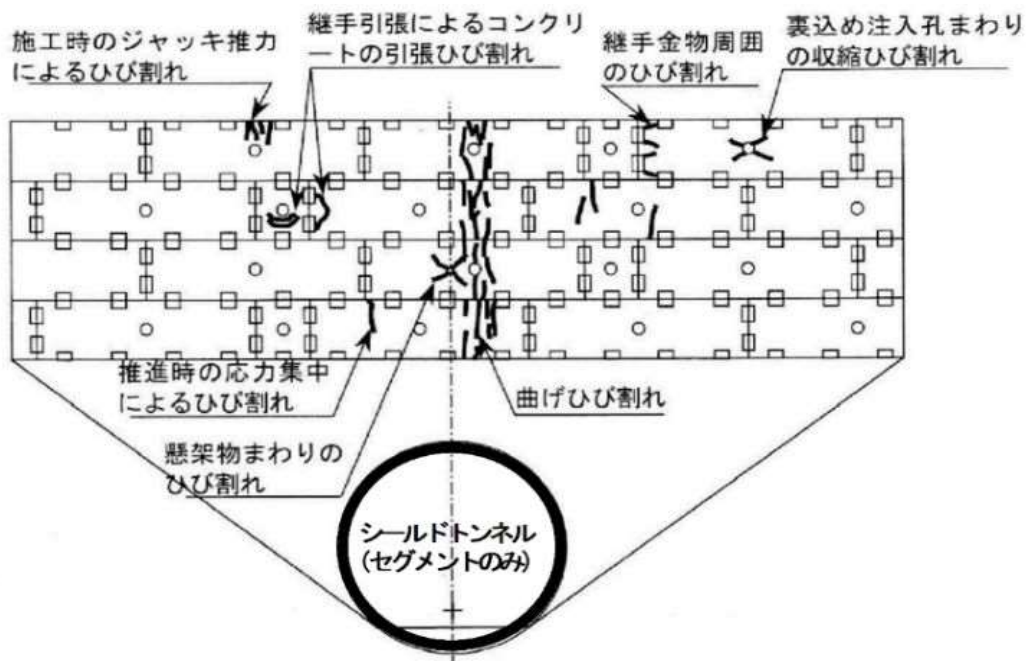 施工時のジャッキ推力
によるひび割れ
継手引張によるコンクリ
ートの引張ひび割れ
継手金物周囲
のひび割れ
裏込め注入孔まわり
の収縮ひび割れ
推進時の応力集中
によるひび割れ
曲げひび割れ
懸架物まわりの
ひび割れ
シールドトンネル
(セグメントのみ)